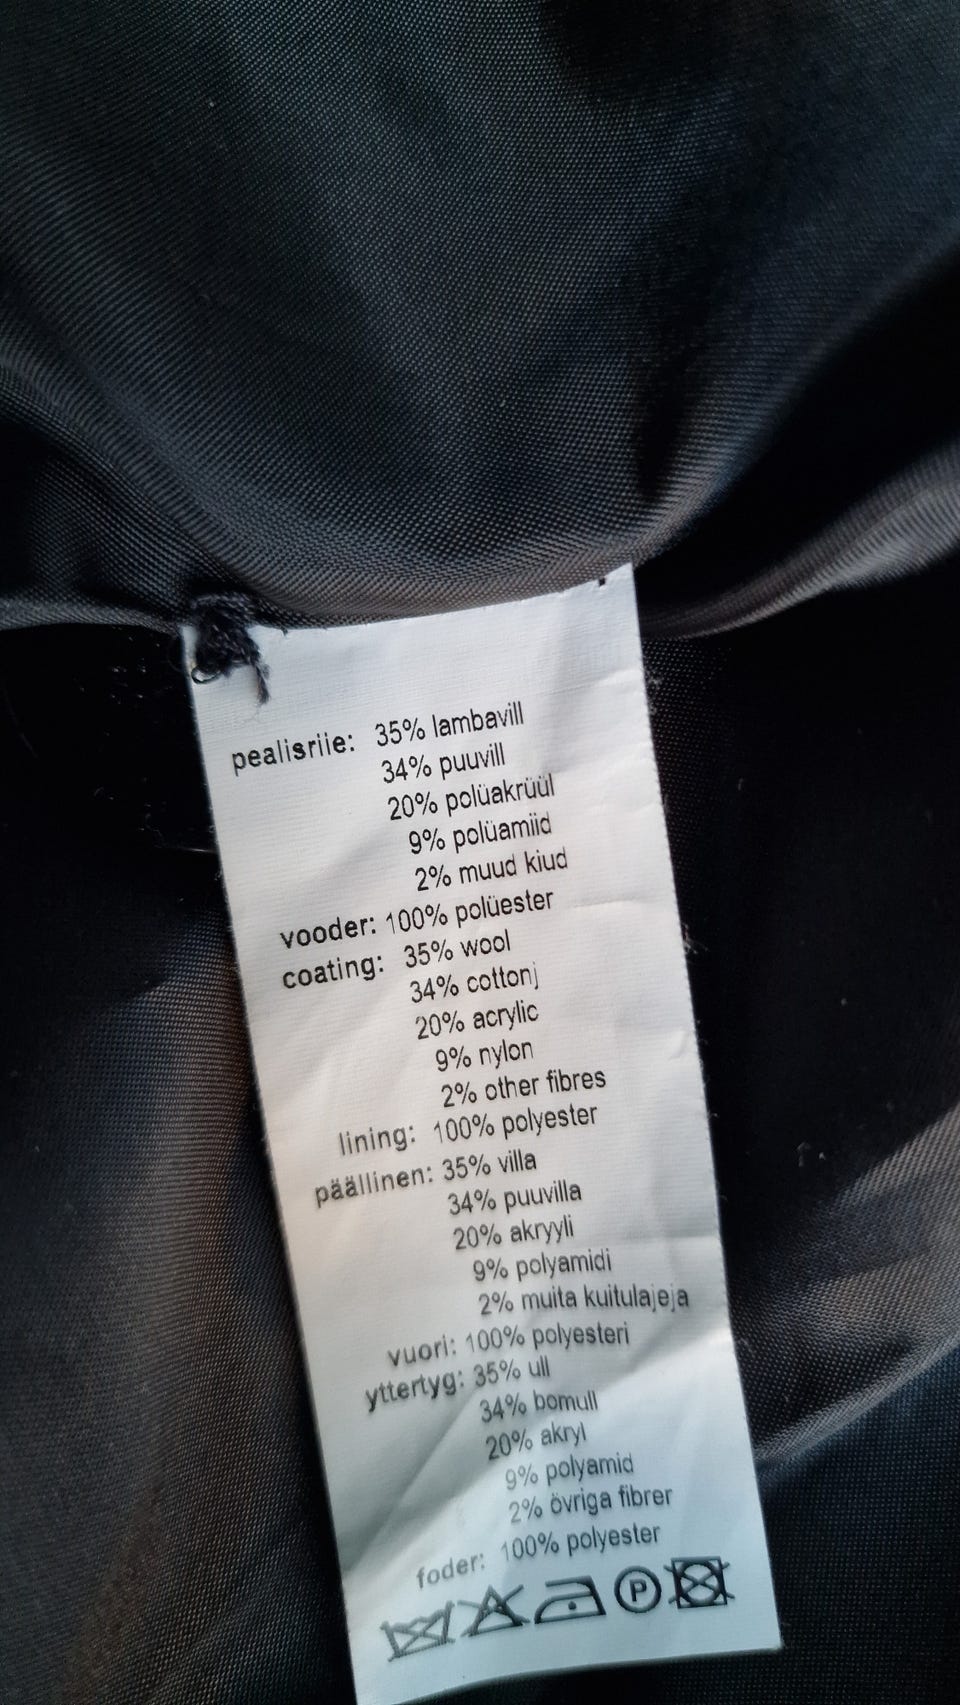 pealisriie: 35% lambavill
34% puuvill
20% polüakrüül
9% polüamiid
2% muud kiud
vooder: 100% polüester
coating: 35% wool
34% cottonj
20% acrylic
9% nylon
2% other fibres
lining: 100% polyester
päällinen: 35% villa
34% puuvilla
20% akryyli
9% polyamidi
2% muita kuitulajeja
vuori: 100% polyesteri
yttertyg: 35% ull
34% bomull
20% akryl
9% polyamid
2% övriga fibrer
foder: 100% polyester
P